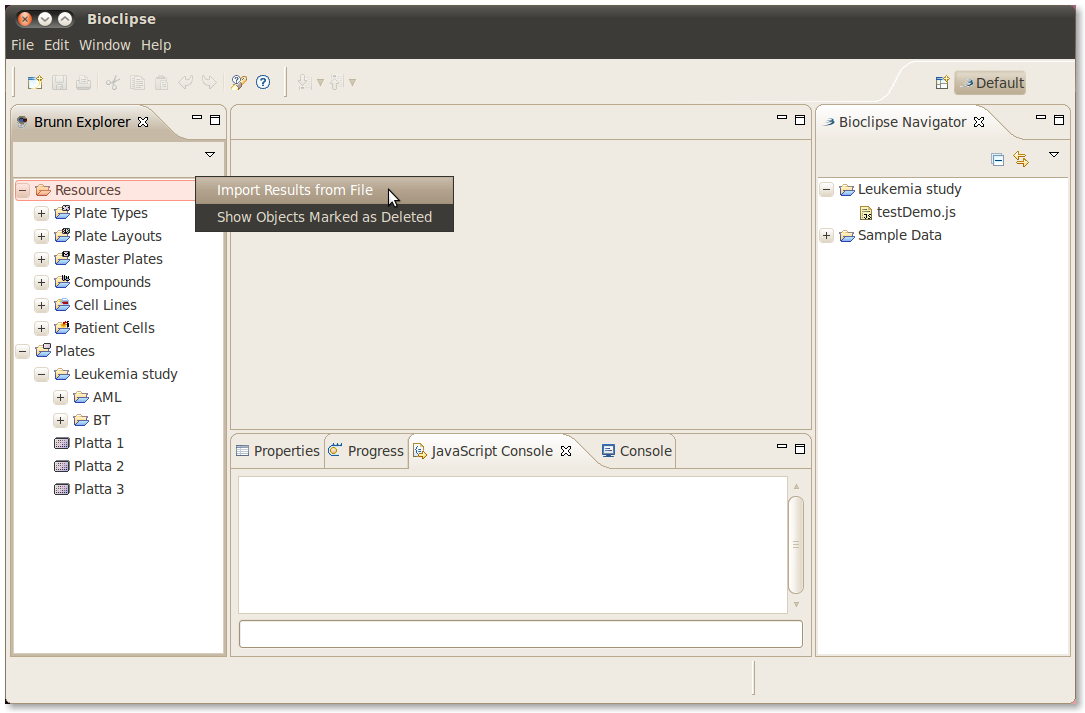 Bioclipse
File Edit Window Help
Default
Brunn Explorer
Resources
Plate Types
Plate Layouts
Master Plates
Compounds
Cell Lines
Patient Cells
Plates
Leukemia study
AML
BT
Platta 1
Platta 2
Platta 3
Import Results from File
Show Objects Marked as Deleted
Properties Progress JavaScript Console Console
Bioclipse Navigator
Leukemia study
testDemo.js
Sample Data